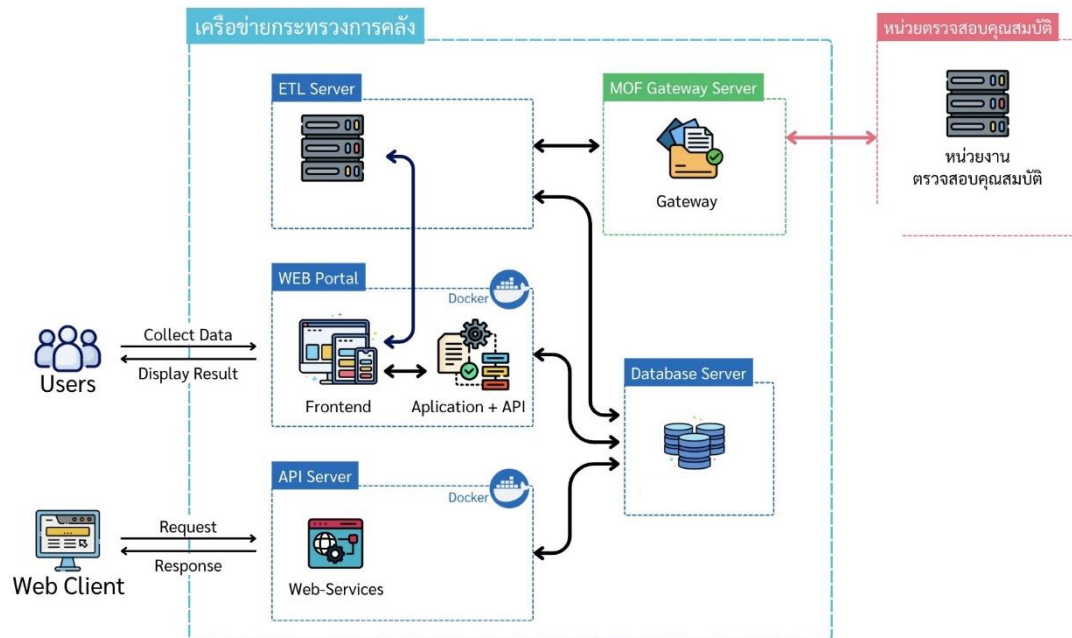 เครือข่ายกระทรวงการคลัง
หน่วยตรวจสอบคุณสมบัติ
ETL Server
MOF Gateway Server
Gateway
หน่วยงาน
ตรวจสอบคุณสมบัติ
WEB Portal
Docker
Users
Collect Data
Display Result
Frontend
Aplication + API
Database Server
API Server
Docker
Web Client
Request
Response
Web-Services